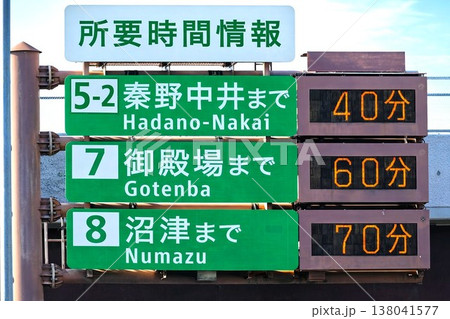 所要時間情報
5-2 秦野中井まで 40分
Hadano-Nakai
7 御殿場まで 60分
Gotenba
8 沼津まで 70分
Numazu
138041577